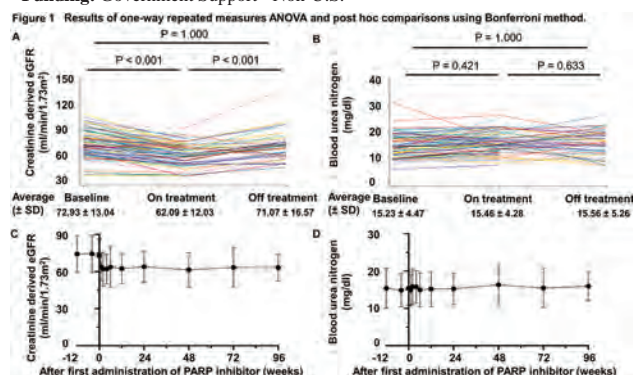 Funding: Government Support - Non-U.S.
Figure 1 Results of one-way repeated measures ANOVA and post hoc comparisons using Bonferroni method.
A
P = 1.000
P < 0.001
P < 0.001
Creatinine derived eGFR
(ml/min/1.73m²)
150
120
90
60
30
Baseline
On treatment
Off treatment
Average
(± SD)
72.93 ± 13.04
62.09 ± 12.03
71.07 ± 16.57
B
P = 1.000
P = 0.421
P = 0.633
Blood urea nitrogen
(mg/dl)
40
30
20
10
0
Baseline
On treatment
Off treatment
Average
(± SD)
15.23 ± 4.47
15.46 ± 4.28
15.56 ± 5.26
C
Creatinine derived eGFR
(ml/min/1.73m²)
90
60
30
0
-12
0
24
48
72
96
After first administration of PARP inhibitor (weeks)
D
Blood urea nitrogen
(mg/dl)
30
20
10
0
-12
0
24
48
72
96
After first administration of PARP inhibitor (weeks)